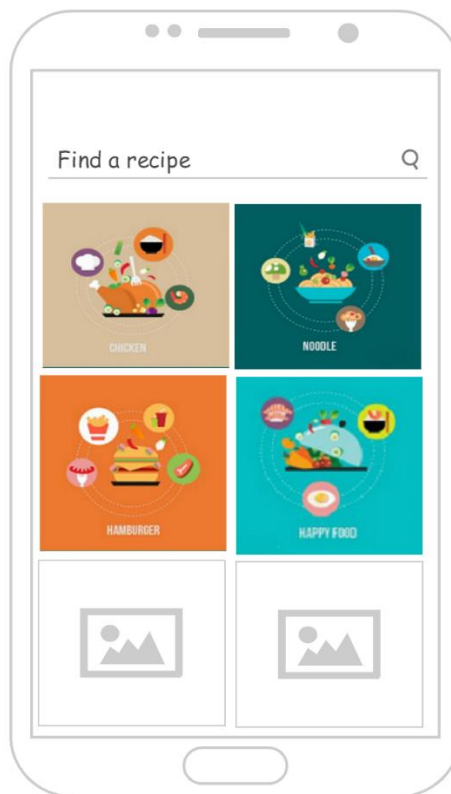 Find a recipe
CHICKEN
NOODLE
HAMBURGER
HAPPY FOOD